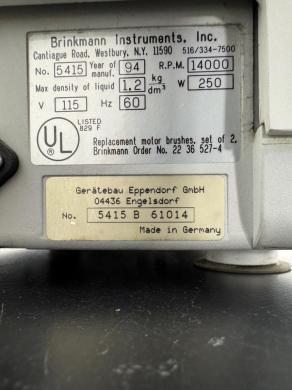 Brinkmann Instruments, Inc.
Cantiague Road, Westbury, N.Y. 11590 516/334-7500
No. 5415 Year of manuf. 94 R.P.M. 14000
Max density of liquid 1,2 kg dm³ W 250
V 115 Hz 60
UL ® LISTED 829 F
Replacement motor brushes, set of 2,
Brinkmann Order No. 22 36 527-4
Gerätebau Eppendorf GmbH
04436 Engelsdorf
No. 5415 B 61014
Made in Germany